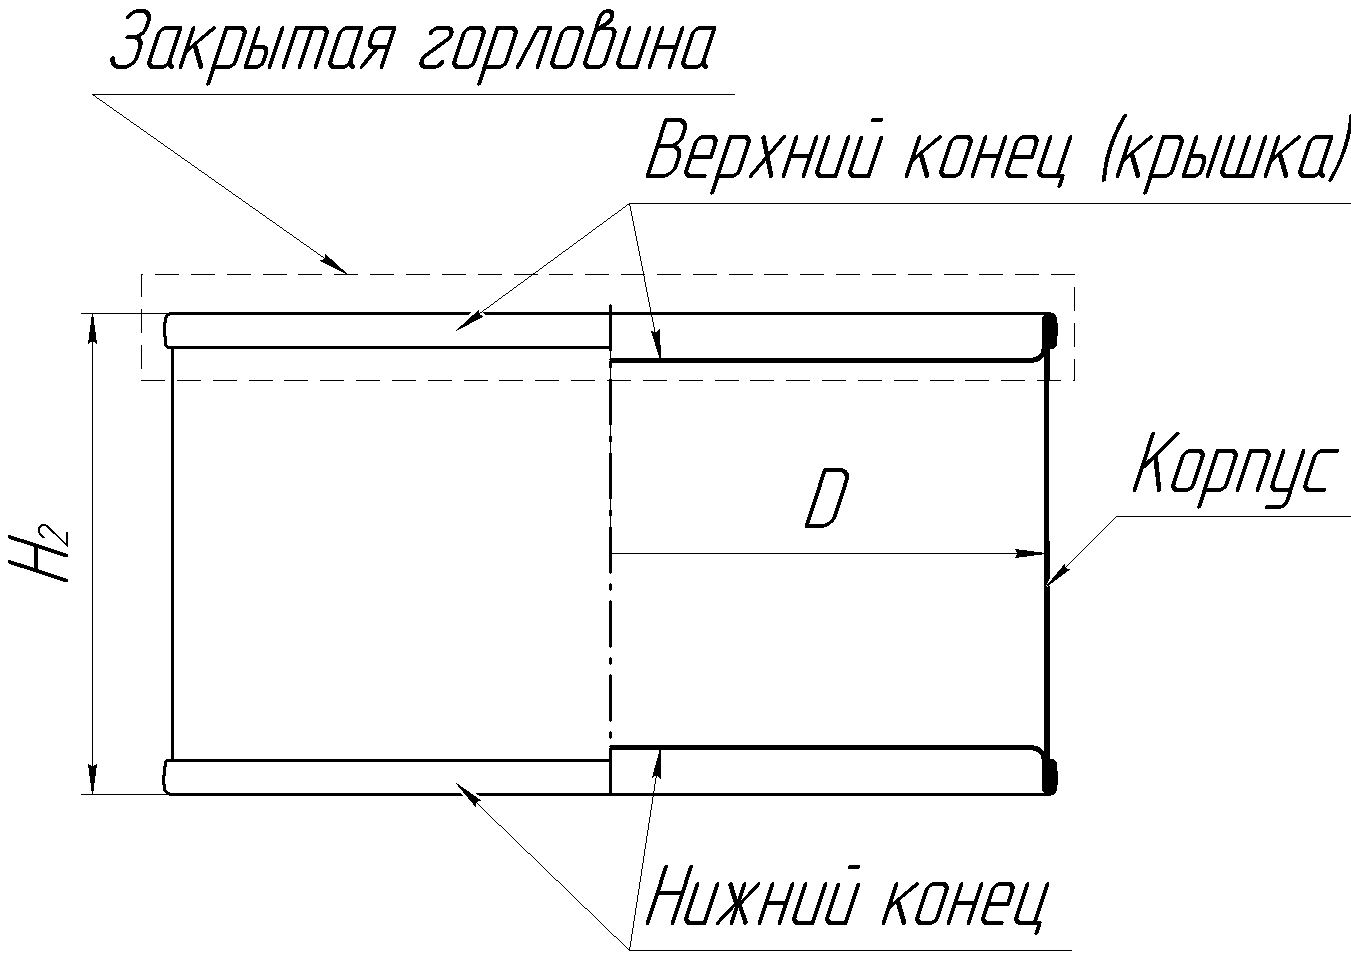 Закрытая горловина
Верхний конец (крышка)
Корпус
D
H₂
Нижний конец